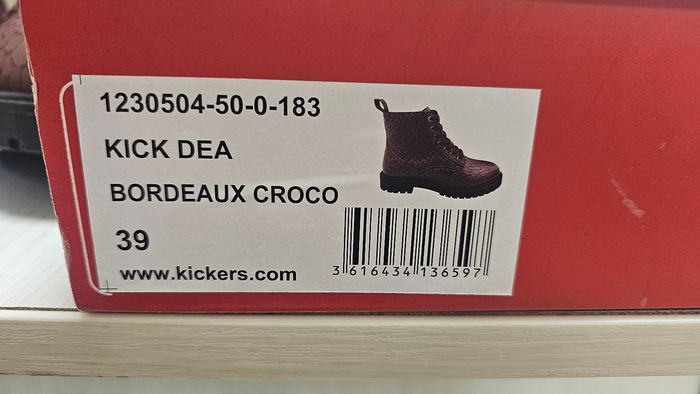 1230504-50-0-183
KICK DEA
BORDEAUX CROCO
39
www.kickers.com
3 616434 136597